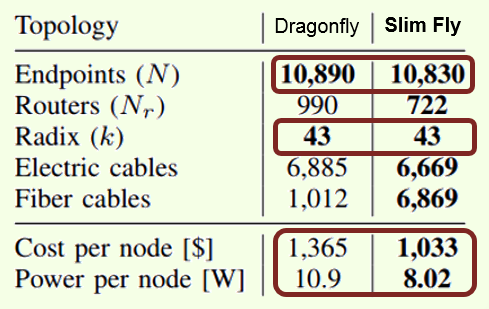 Topology Dragonfly Slim Fly
Endpoints (N) 10,890 10,830
Routers (Nr) 990 722
Radix (k) 43 43
Electric cables 6,885 6,669
Fiber cables 1,012 6,869
Cost per node [$] 1,365 1,033
Power per node [W] 10.9 8.02